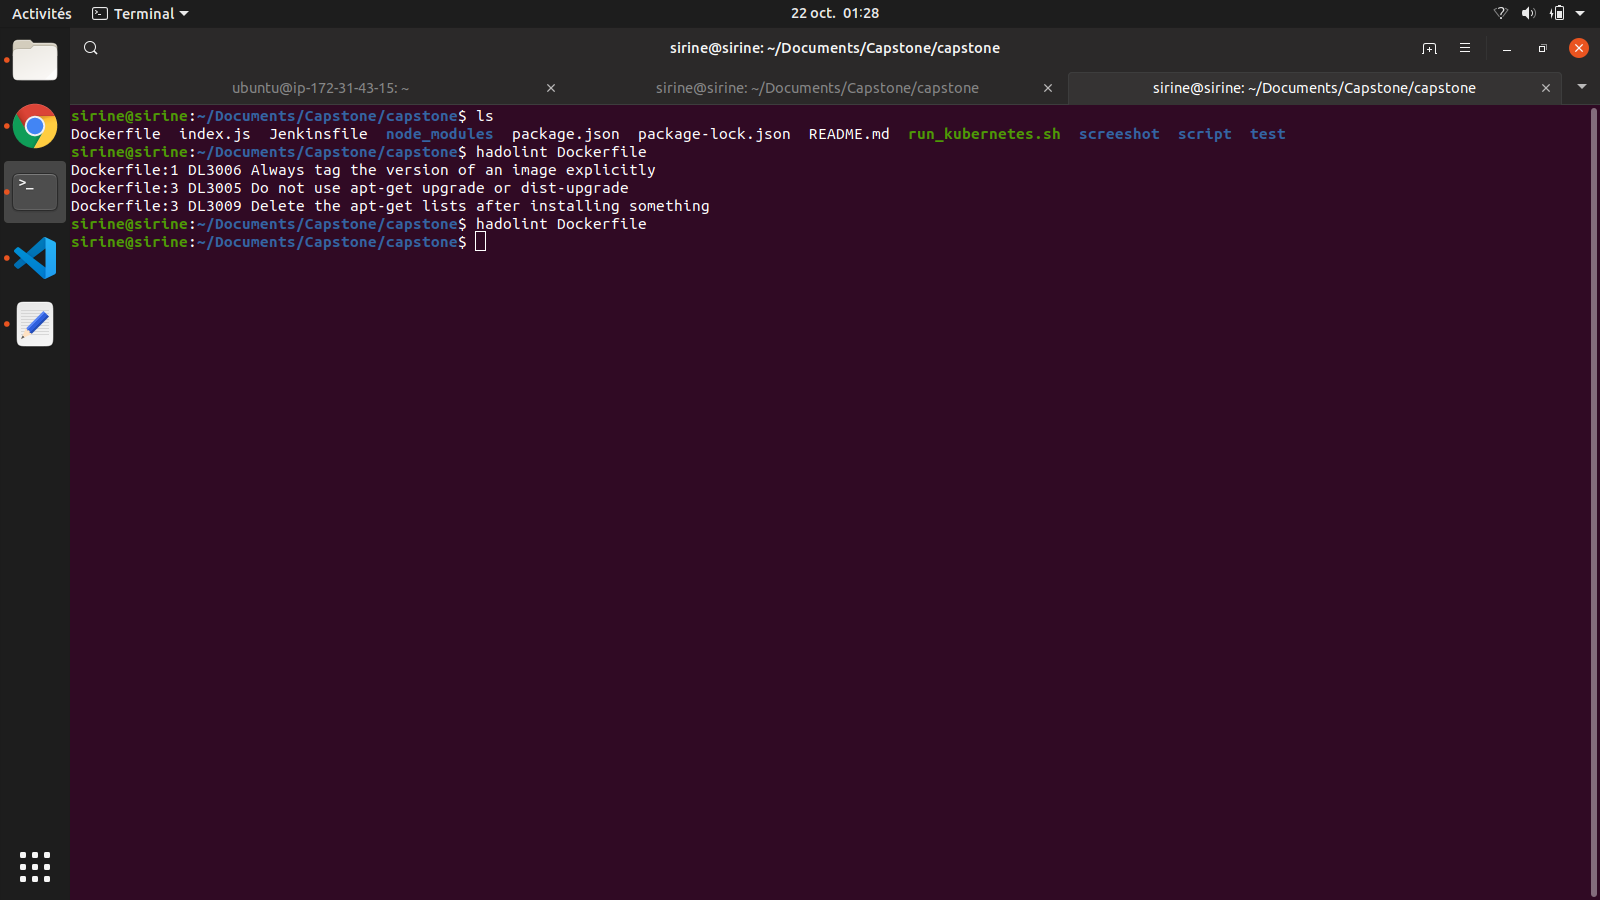 Activités Terminal 22 oct. 01:28
sirine@sirine: ~/Documents/Capstone/capstone
ubuntu@ip-172-31-43-15: ~ sirine@sirine: ~/Documents/Capstone/capstone sirine@sirine: ~/Documents/Capstone/capstone
sirine@sirine:~/Documents/Capstone/capstone$ ls
Dockerfile index.js Jenkinsfile node_modules package.json package-lock.json README.md run_kubernetes.sh screeshot script test
sirine@sirine:~/Documents/Capstone/capstone$ hadolint Dockerfile
Dockerfile:1 DL3006 Always tag the version of an image explicitly
Dockerfile:3 DL3005 Do not use apt-get upgrade or dist-upgrade
Dockerfile:3 DL3009 Delete the apt-get lists after installing something
sirine@sirine:~/Documents/Capstone/capstone$ hadolint Dockerfile
sirine@sirine:~/Documents/Capstone/capstone$